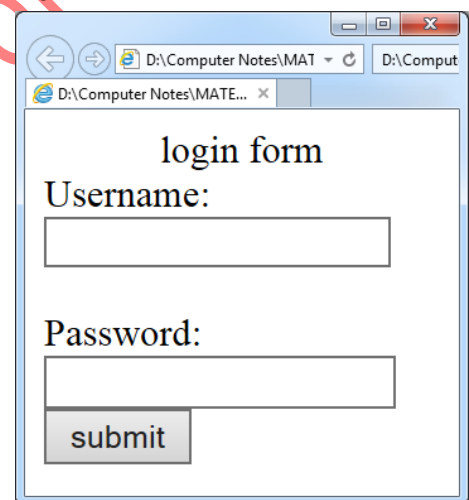 D:\Computer Notes\MAT
D:\Comput
D:\Computer Notes\MATE...
login form
Username:
Password:
submit